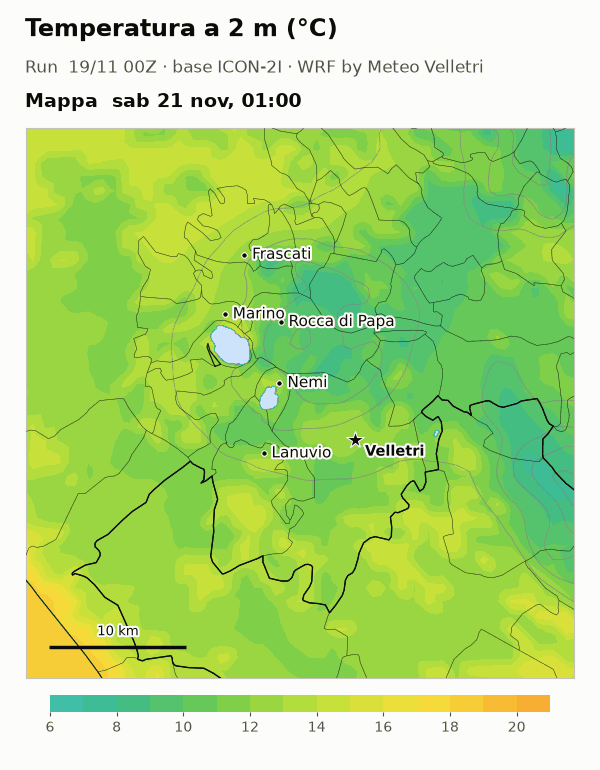 Temperatura a 2 m (°C)
Run  19/11 00Z · base ICON-2I · WRF by Meteo Velletri
Mappa  sab 21 nov, 01:00
Frascati
Marino
Rocca di Papa
Nemi
Lanuvio
Velletri
10 km
6 8 10 12 14 16 18 20